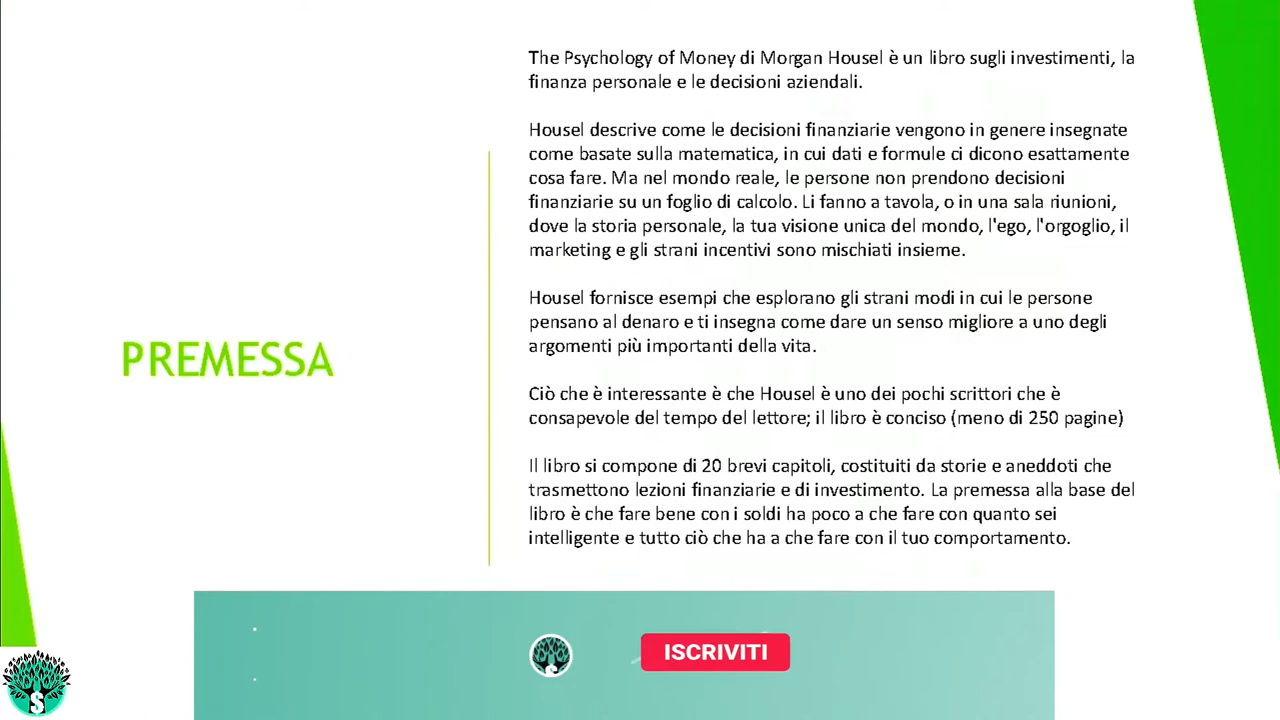 The Psychology of Money di Morgan Housel è un libro sugli investimenti, la
finanza personale e le decisioni aziendali.
Housel descrive come le decisioni finanziarie vengono in genere insegnate
come basate sulla matematica, in cui dati e formule ci dicono esattamente
cosa fare. Ma nel mondo reale, le persone non prendono decisioni
finanziarie su un foglio di calcolo. Li fanno a tavola, o in una sala riunioni,
dove la storia personale, la tua visione unica del mondo, l'ego, l'orgoglio, il
marketing e gli strani incentivi sono mischiati insieme.
Housel fornisce esempi che esplorano gli strani modi in cui le persone
pensano al denaro e ti insegna come dare un senso migliore a uno degli
argomenti più importanti della vita.
PREMESSA
Ciò che è interessante è che Housel è uno dei pochi scrittori che è
consapevole del tempo del lettore; il libro è conciso (meno di 250 pagine)
Il libro si compone di 20 brevi capitoli, costituiti da storie e aneddoti che
trasmettono lezioni finanziarie e di investimento. La premessa alla base del
libro è che fare bene con i soldi ha poco a che fare con quanto sei
intelligente e tutto ciò che ha a che fare con il tuo comportamento.
ISCRIVITI
$